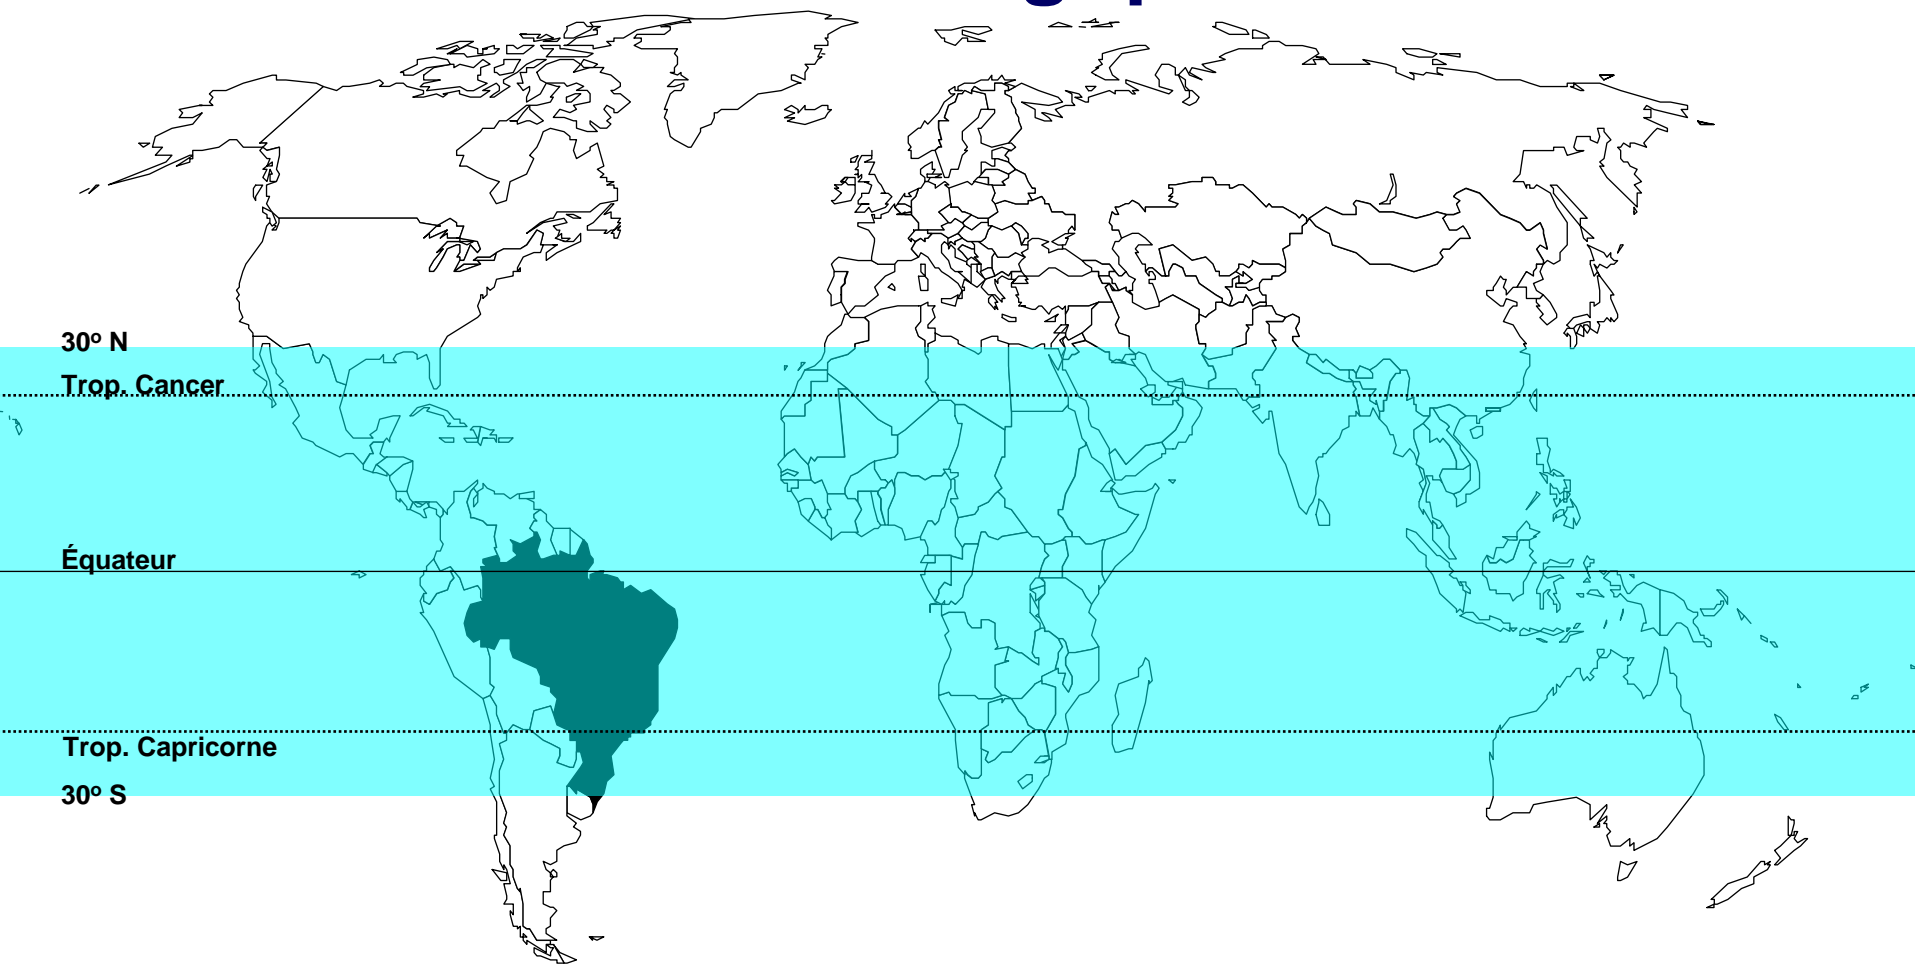 30º N
Trop. Cancer
Équateur
Trop. Capricorne
30º S